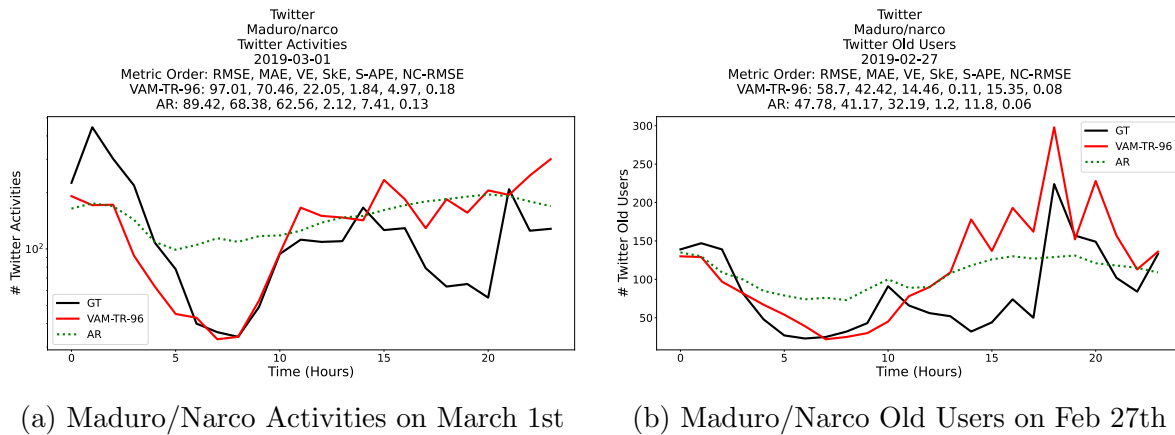 Twitter
Maduro/narco
Twitter Activities
2019-03-01
Metric Order: RMSE, MAE, VE, SkE, S-APE, NC-RMSE
VAM-TR-96: 97.01, 70.46, 22.05, 1.84, 4.97, 0.18
AR: 89.42, 68.38, 62.56, 2.12, 7.41, 0.13
# Twitter Activities
10²
GT
VAM-TR-96
AR
0 5 10 15 20
Time (Hours)
(a) Maduro/Narco Activities on March 1st
Twitter
Maduro/narco
Twitter Old Users
2019-02-27
Metric Order: RMSE, MAE, VE, SkE, S-APE, NC-RMSE
VAM-TR-96: 58.7, 42.42, 14.46, 0.11, 15.35, 0.08
AR: 47.78, 41.17, 32.19, 1.2, 11.8, 0.06
# Twitter Old Users
300
250
200
150
100
50
GT
VAM-TR-96
AR
0 5 10 15 20
Time (Hours)
(b) Maduro/Narco Old Users on Feb 27th